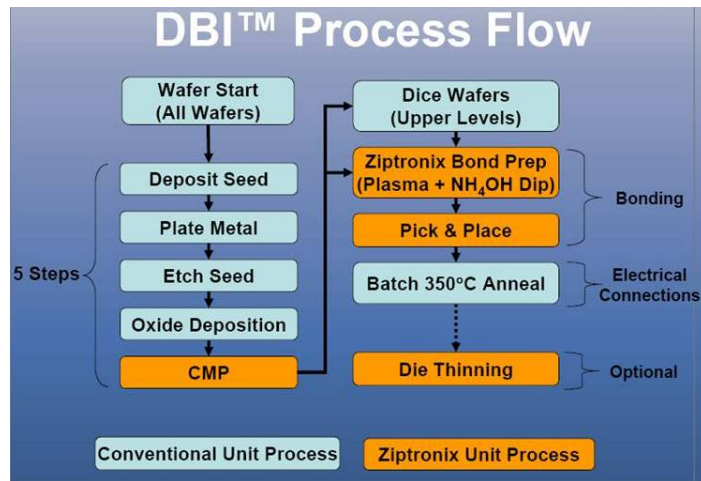 DBI™ Process Flow
Wafer Start
(All Wafers)
Deposit Seed
Plate Metal
Etch Seed
Oxide Deposition
CMP
5 Steps
Dice Wafers
(Upper Levels)
Ziptronix Bond Prep
(Plasma + NH₄OH Dip)
Pick & Place
Bonding
Batch 350°C Anneal
Electrical
Connections
Die Thinning
Optional
Conventional Unit Process
Ziptronix Unit Process